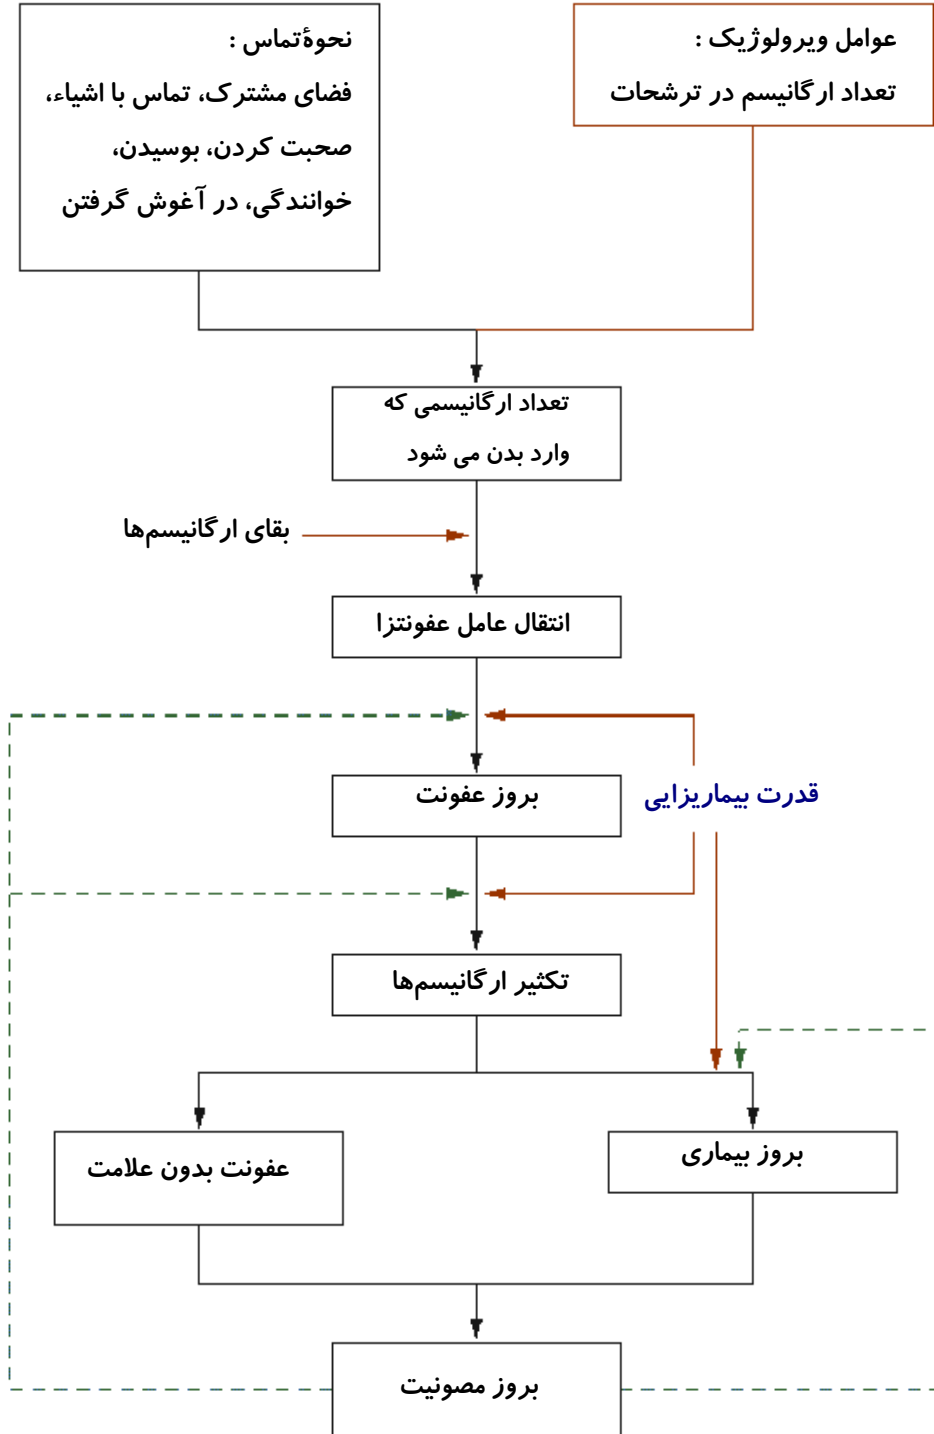 عوامل ویرولوژیک :
تعداد ارگانیسم در ترشحات
نحوۀ تماس :
فضای مشترک، تماس با اشیاء،
صحبت کردن، بوسیدن،
خوانندگی، در آغوش گرفتن
تعداد ارگانیسمی که
وارد بدن می شود
بقای ارگانیسم‌ها
انتقال عامل عفونتزا
بروز عفونت
قدرت بیماریزایی
تکثیر ارگانیسم‌ها
بروز بیماری
عفونت بدون علامت
بروز مصونیت